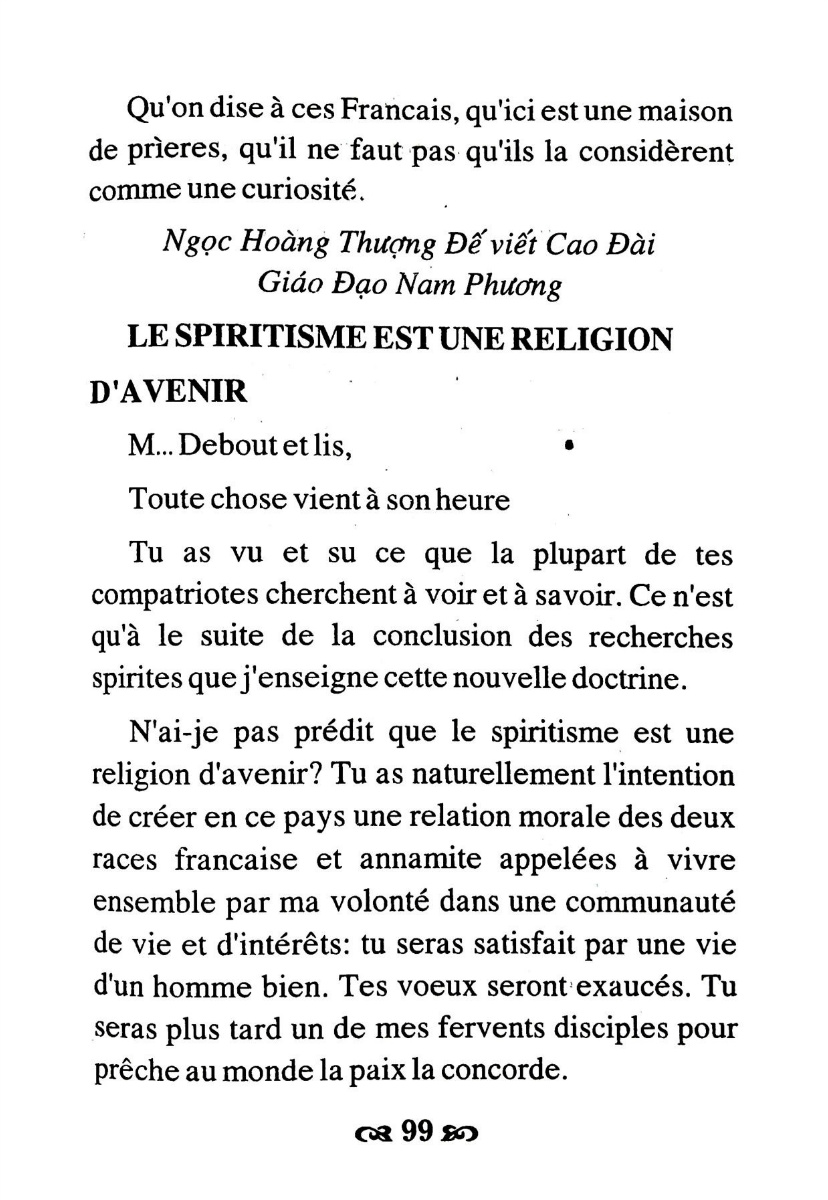 Qu'on dise à ces Francais, qu'ici est une maison
de prìeres, qu'il ne faut pas qu'ils la considèrent
comme une curiosité.
Ngọc Hoàng Thượng Đế viết Cao Đài
Giáo Đạo Nam Phương
LE SPIRITISME EST UNE RELIGION
D'AVENIR
M... Debout et lis,
Toute chose vient à son heure
Tu as vu et su ce que la plupart de tes
compatriotes cherchent à voir et à savoir. Ce n'est
qu'à le suite de la conclusion des recherches
spirites que j'enseigne cette nouvelle doctrine.
N'ai-je pas prédit que le spiritisme est une
religion d'avenir? Tu as naturellement l'intention
de créer en ce pays une relation morale des deux
races francaise et annamite appelées à vivre
ensemble par ma volonté dans une communauté
de vie et d'intérêts: tu seras satisfait par une vie
d'un homme bien. Tes voeux seront exaucés. Tu
seras plus tard un de mes fervents disciples pour
prêche au monde la paix la concorde.
99